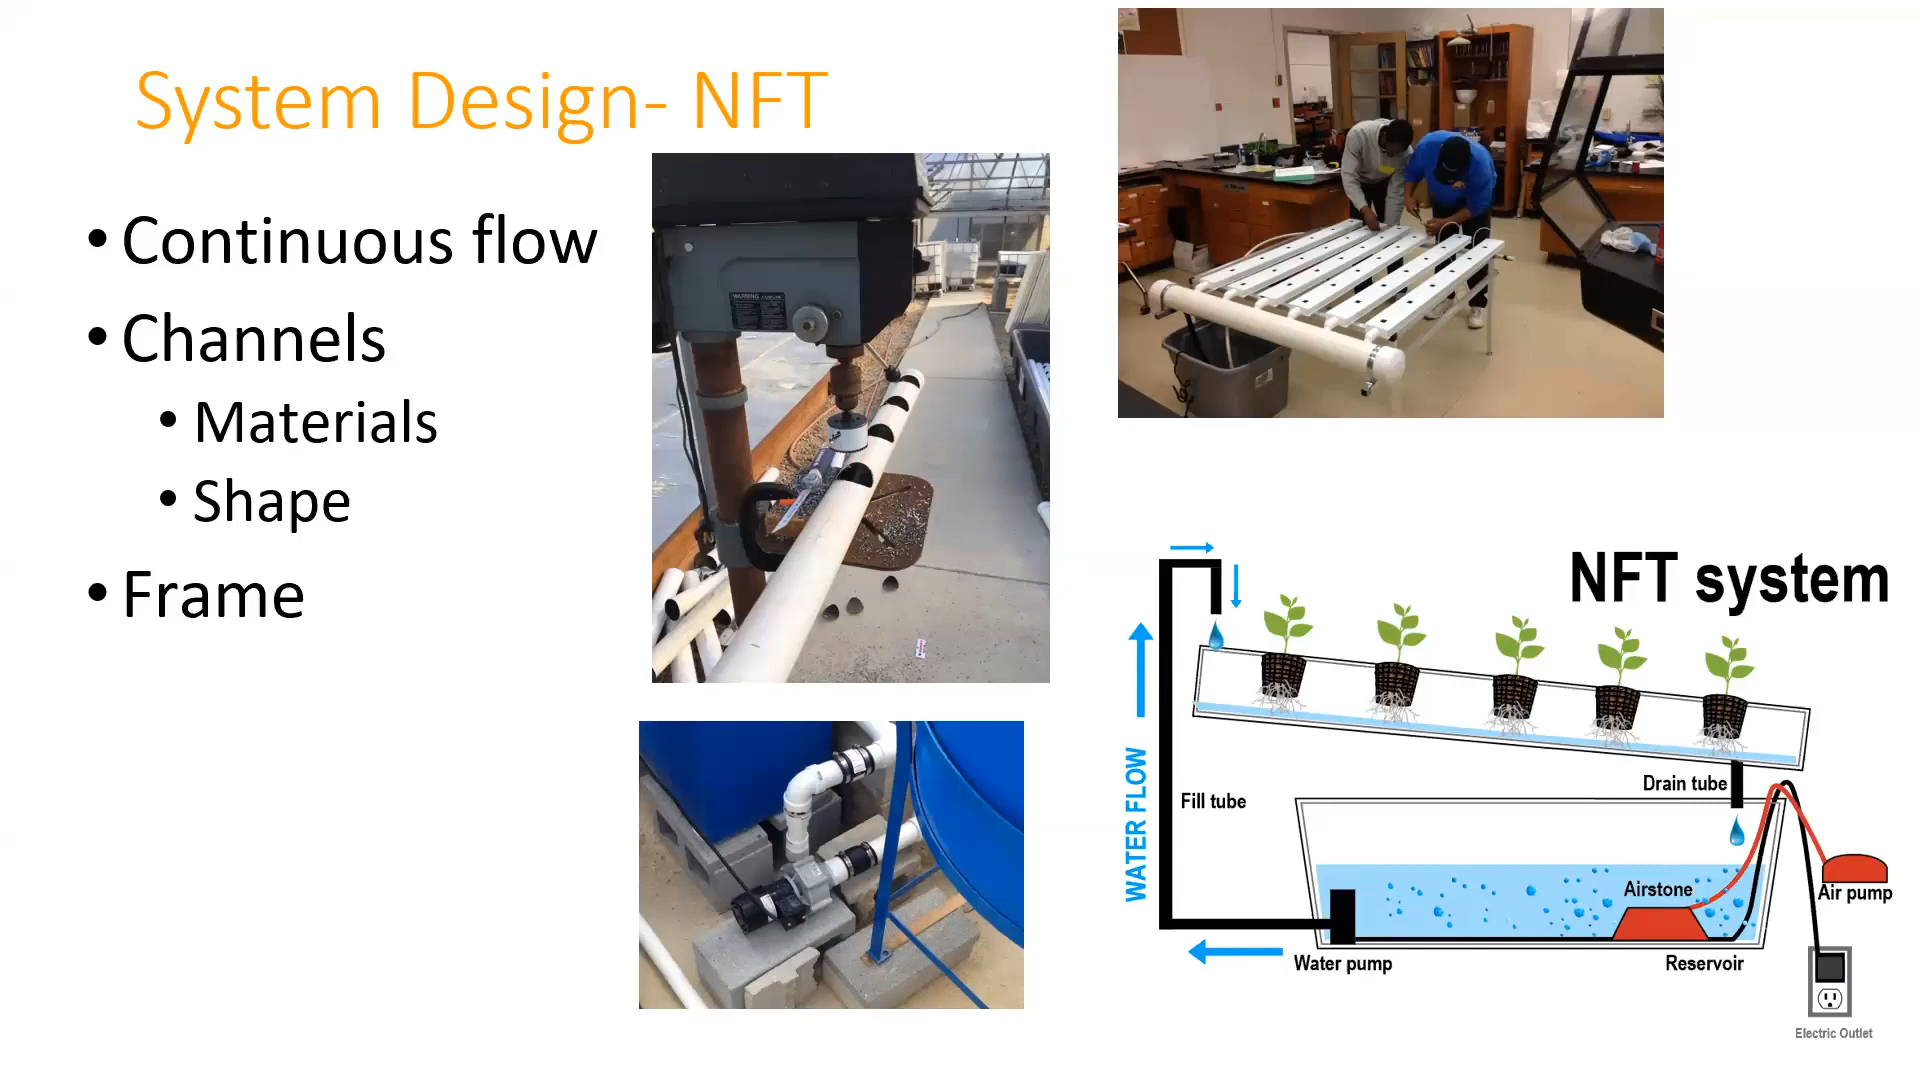 System Design- NFT
• Continuous flow
• Channels
• Materials
• Shape
• Frame
WARNING
NFT system
WATER FLOW
Fill tube
Drain tube
Airstone
Air pump
Water pump
Reservoir
Electric Outlet